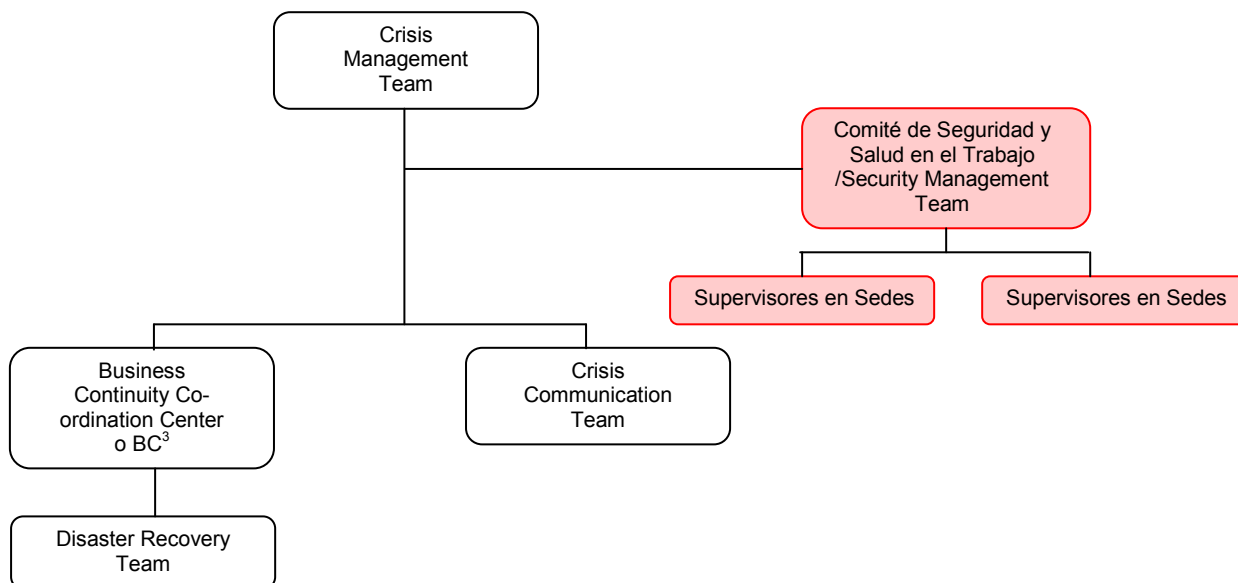 Crisis
Management
Team
Comité de Seguridad y
Salud en el Trabajo
/Security Management
Team
Supervisores en Sedes
Supervisores en Sedes
Business
Continuity Co-
ordination Center
o BC³
Crisis
Communication
Team
Disaster Recovery
Team